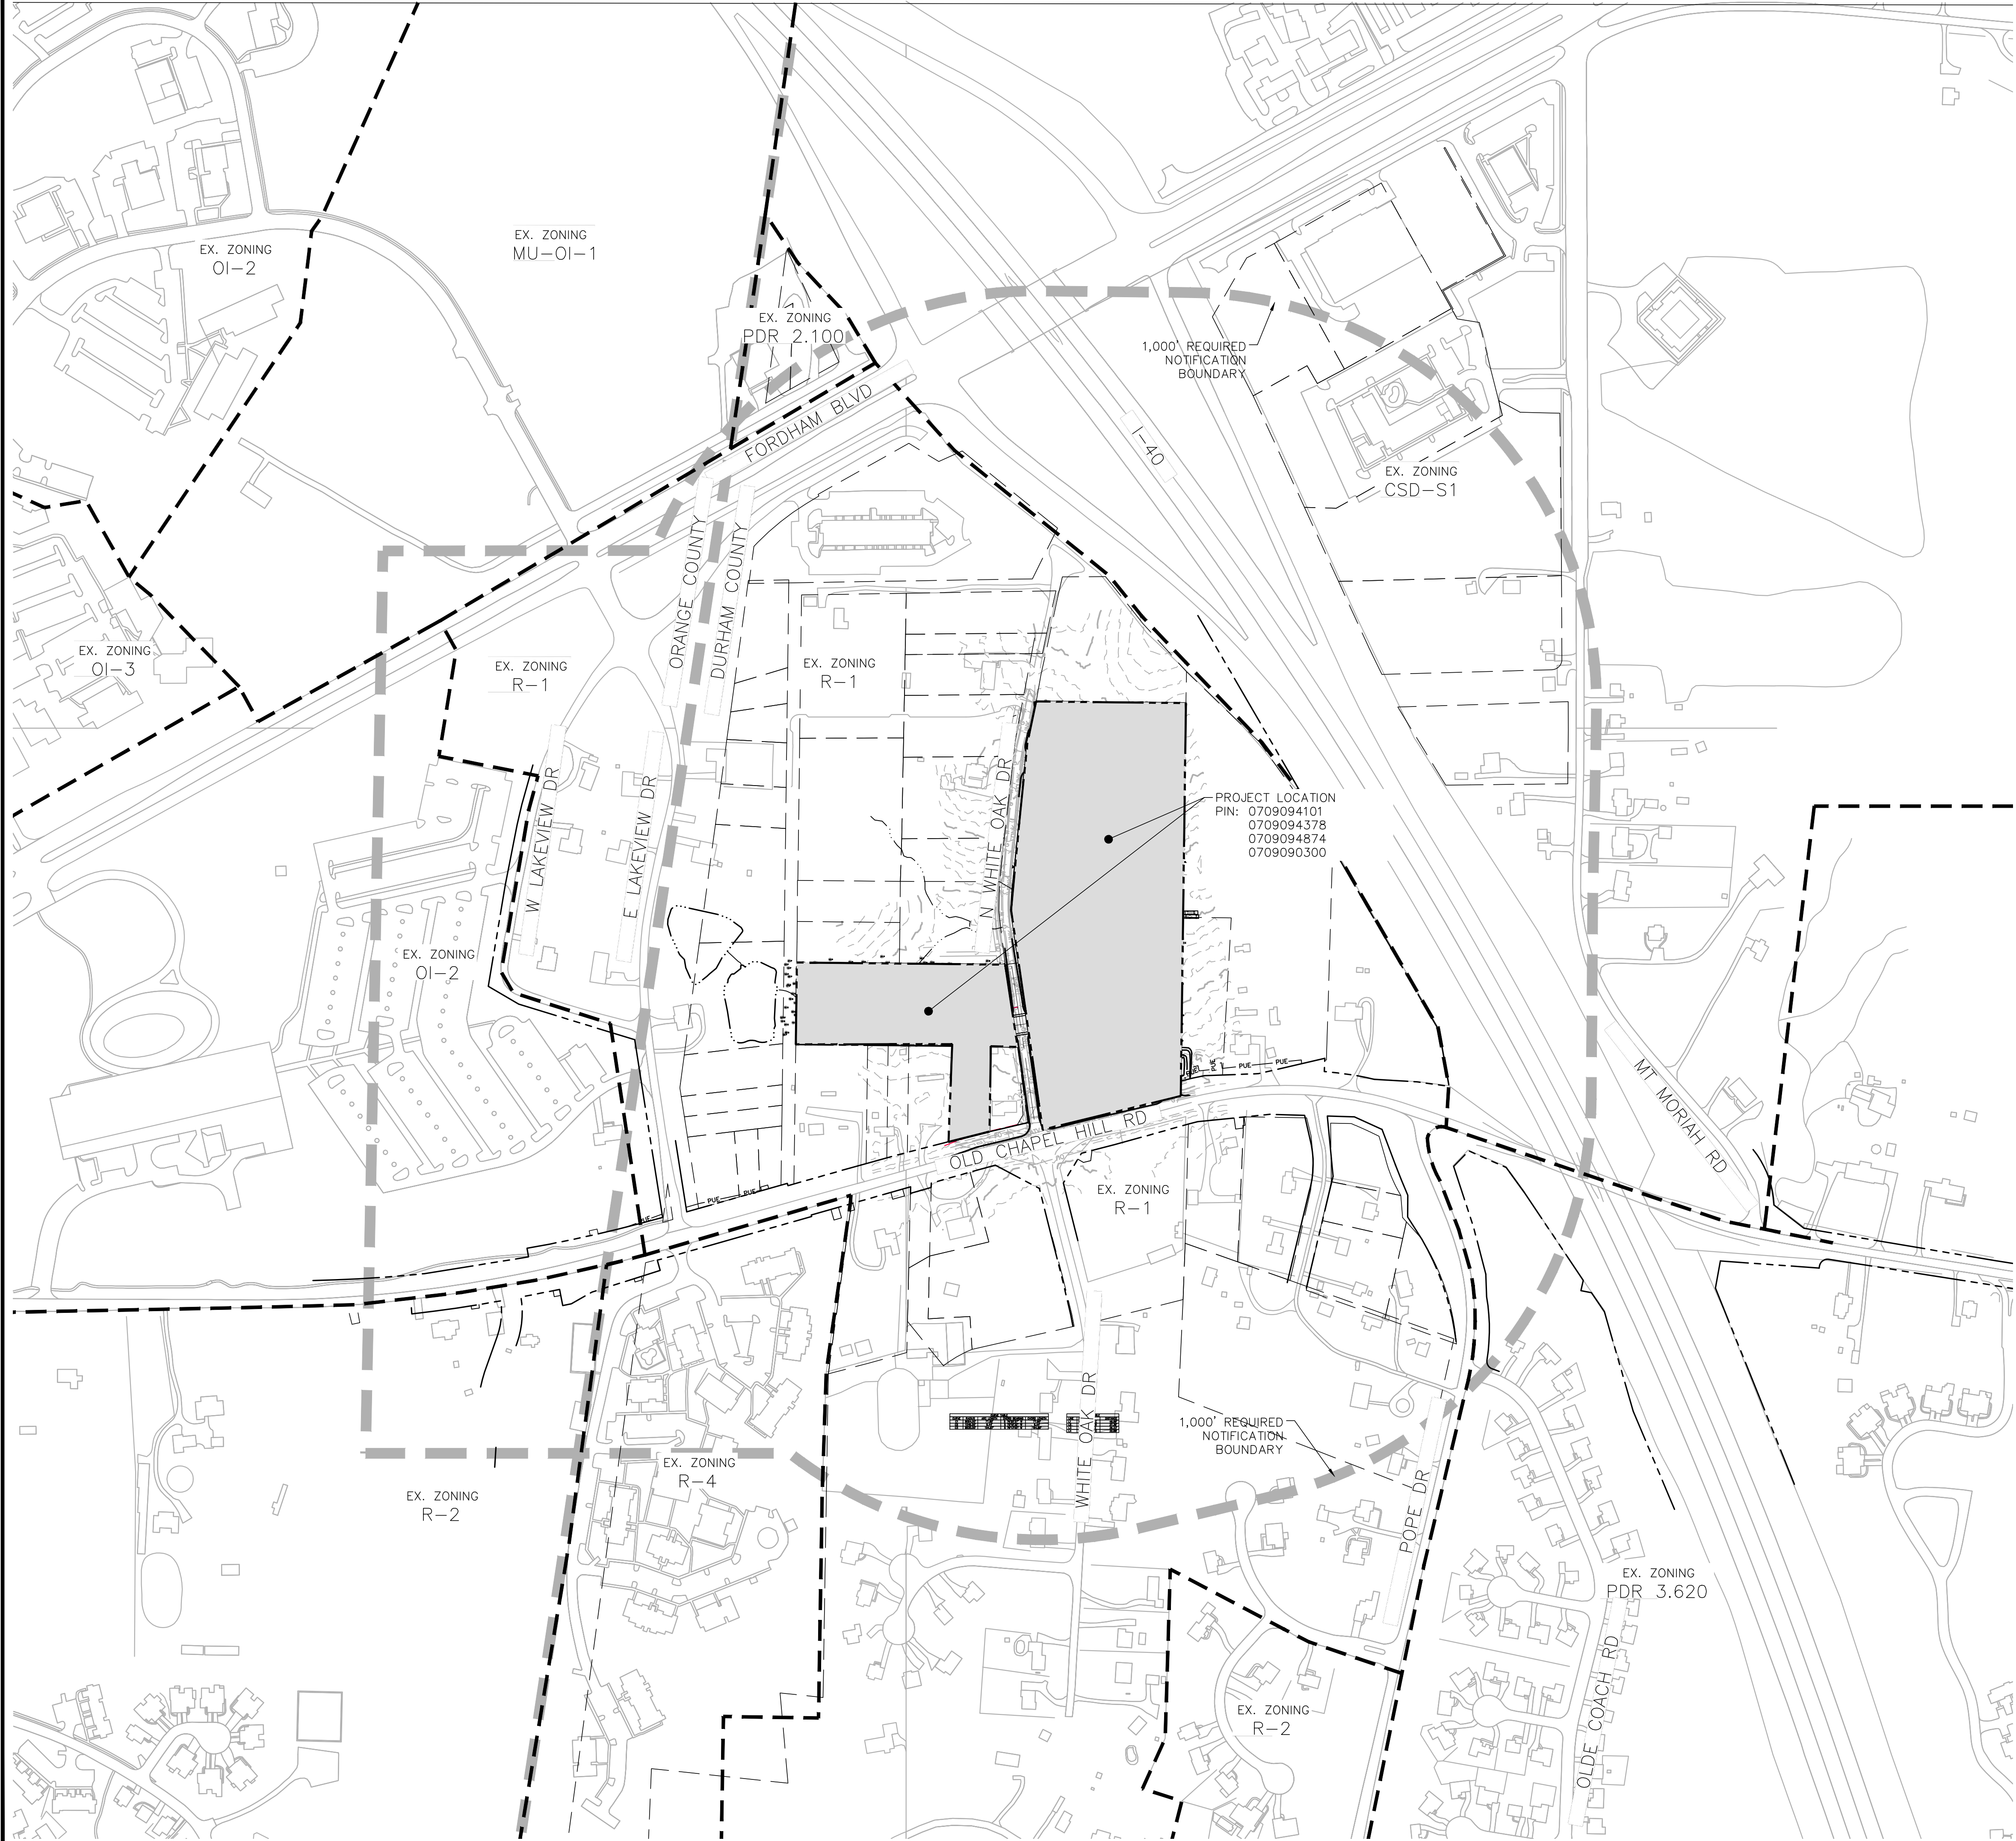 EX. ZONING
MU-OI-1
EX. ZONING
OI-2
EX. ZONING
PDR 2.100
1,000' REQUIRED
NOTIFICATION
BOUNDARY
FORDHAM BLVD
I-40
EX. ZONING
CSD-S1
ORANGE COUNTY
DURHAM COUNTY
EX. ZONING
OI-3
EX. ZONING
R-1
EX. ZONING
R-1
W LAKEVIEW DR
E LAKEVIEW DR
N WHITE OAK DR
PROJECT LOCATION
PIN: 0709094101
0709094378
0709094874
0709090300
EX. ZONING
OI-2
PUE
PUE
PUE
PUE
PUE
MT MORIAH RD
OLD CHAPEL HILL RD
EX. ZONING
R-1
PUE
PUE
PUE
WHITE OAK DR
1,000' REQUIRED
NOTIFICATION
BOUNDARY
EX. ZONING
R-4
EX. ZONING
R-2
POPE DR
EX. ZONING
PDR 3.620
OLDE COACH RD
EX. ZONING
R-2